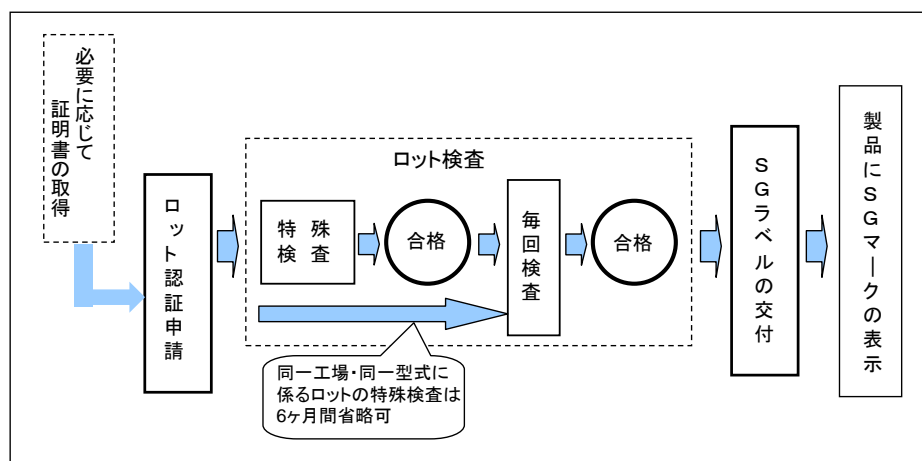 必要に応じて
証明書の取得
ロット認証申請
ロット検査
特殊
検査
合格
毎回検査
合格
同一工場・同一型式に
係るロットの特殊検査は
6ヶ月間省略可
SGラベルの交付
製品にSGマークの表示